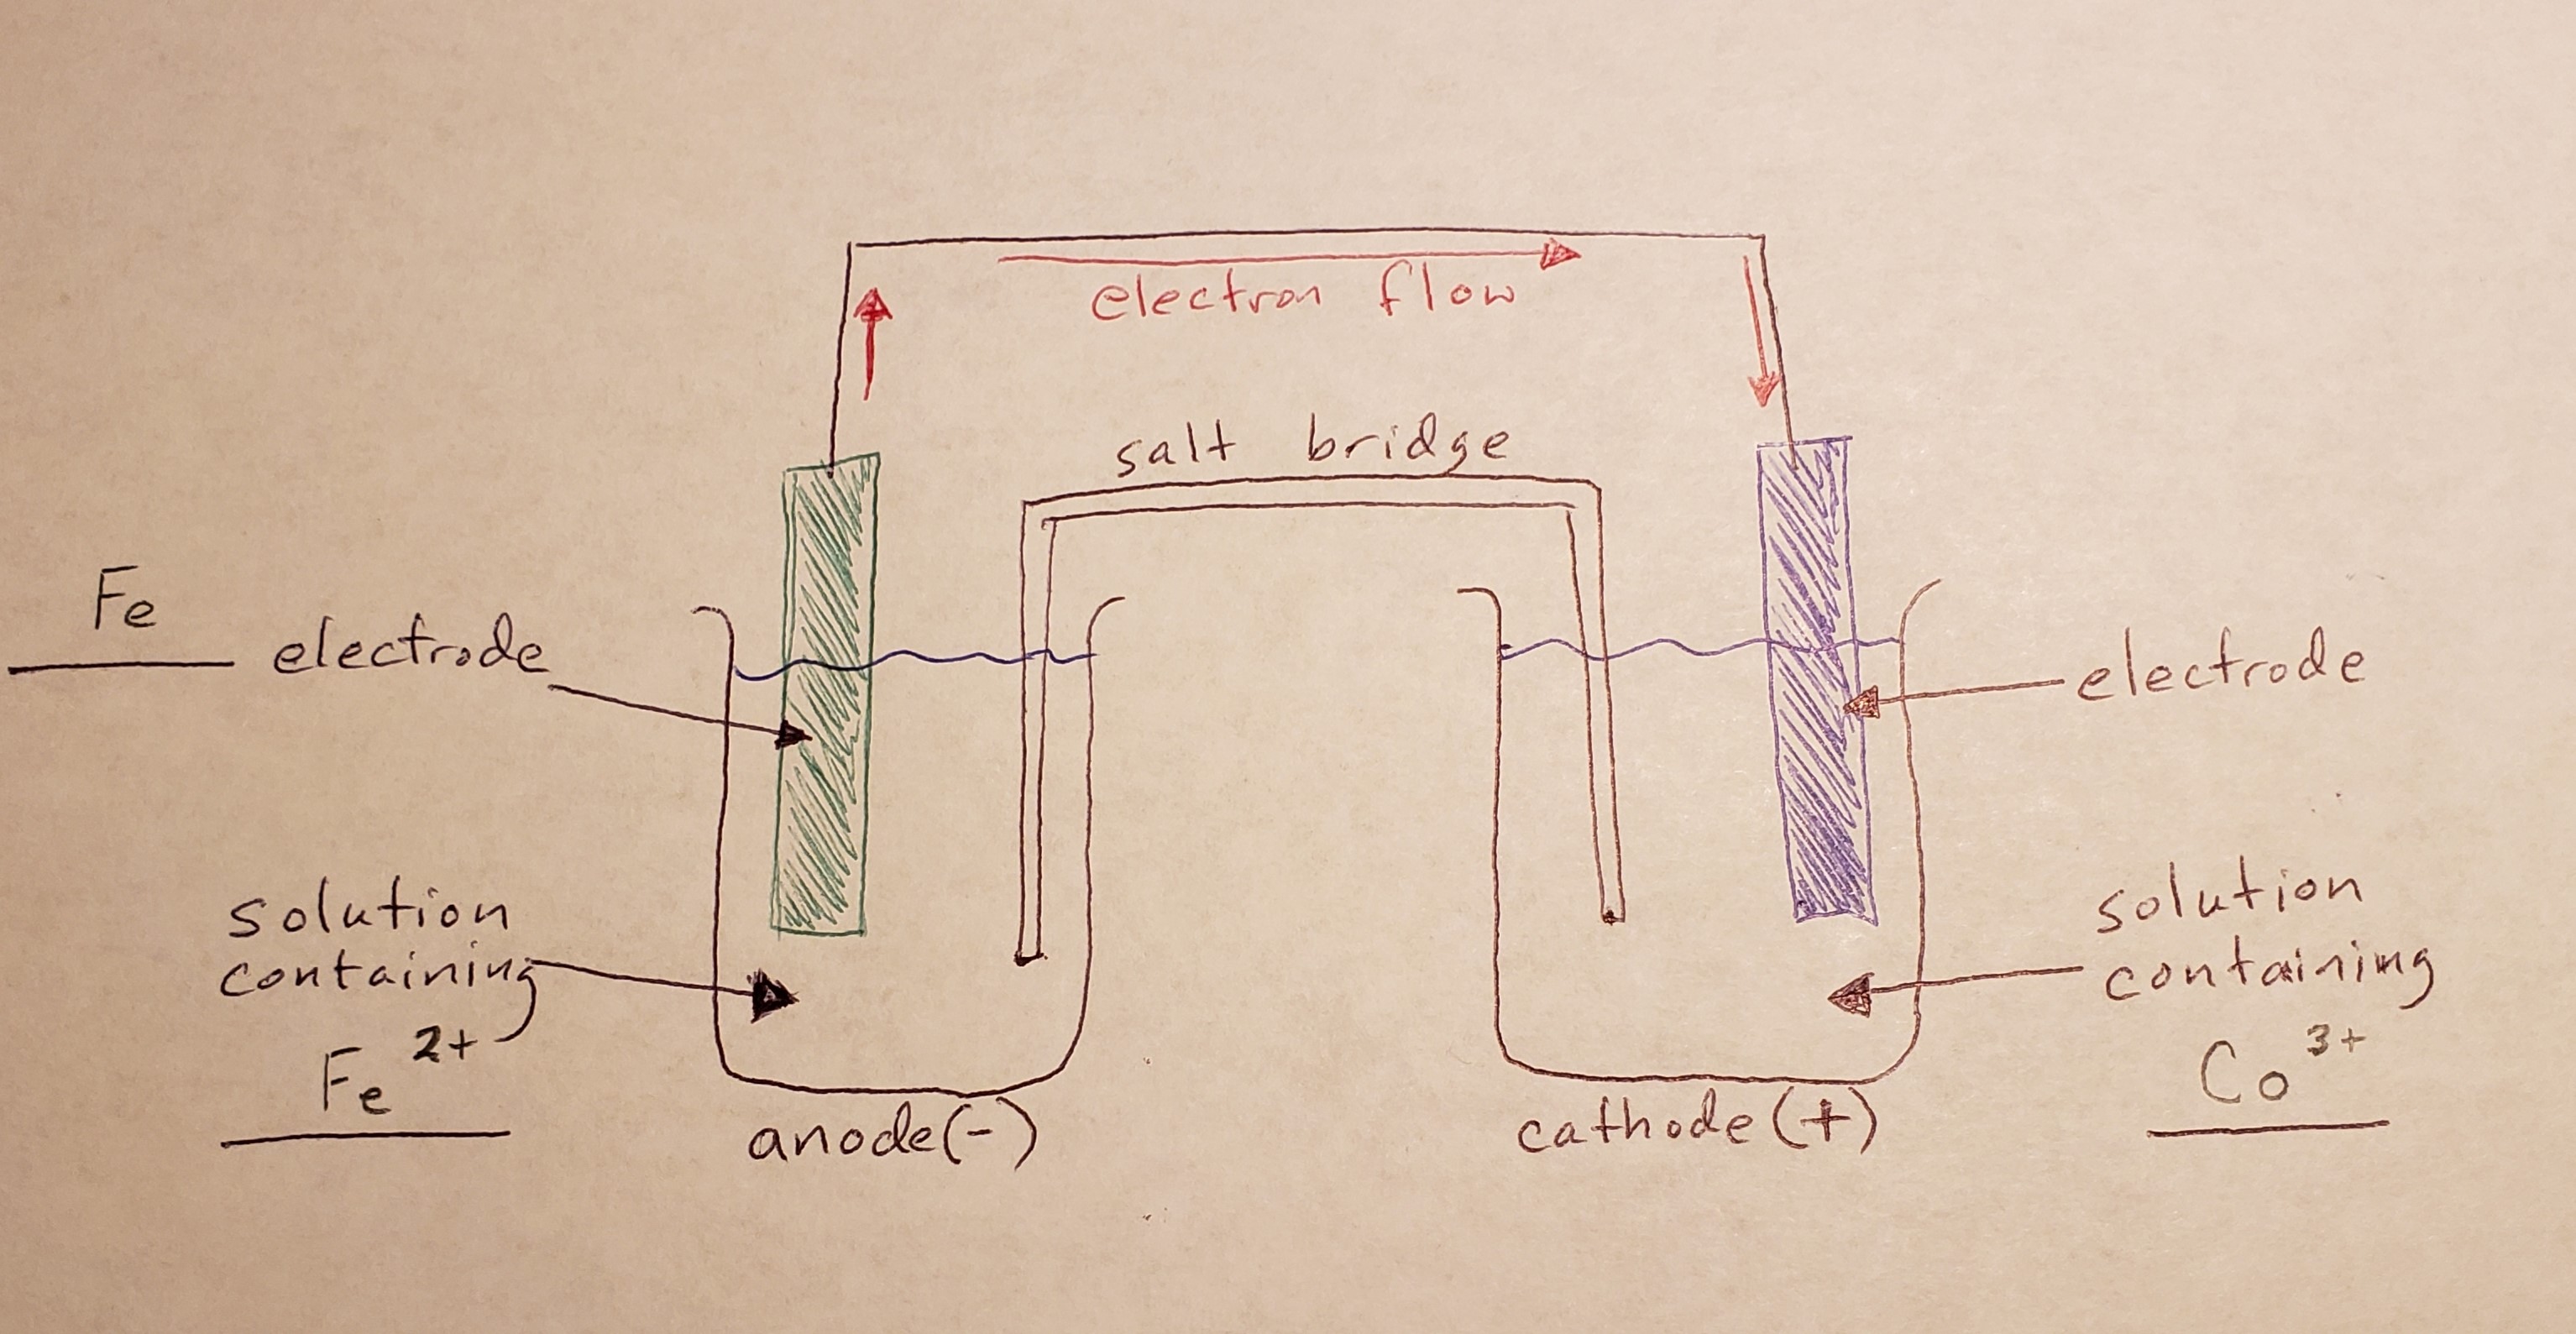 electron flow
salt bridge
Fe
electrode
solution
containing
Fe 2+
anode (-)
electrode
solution
containing
Co 3+
cathode (+)